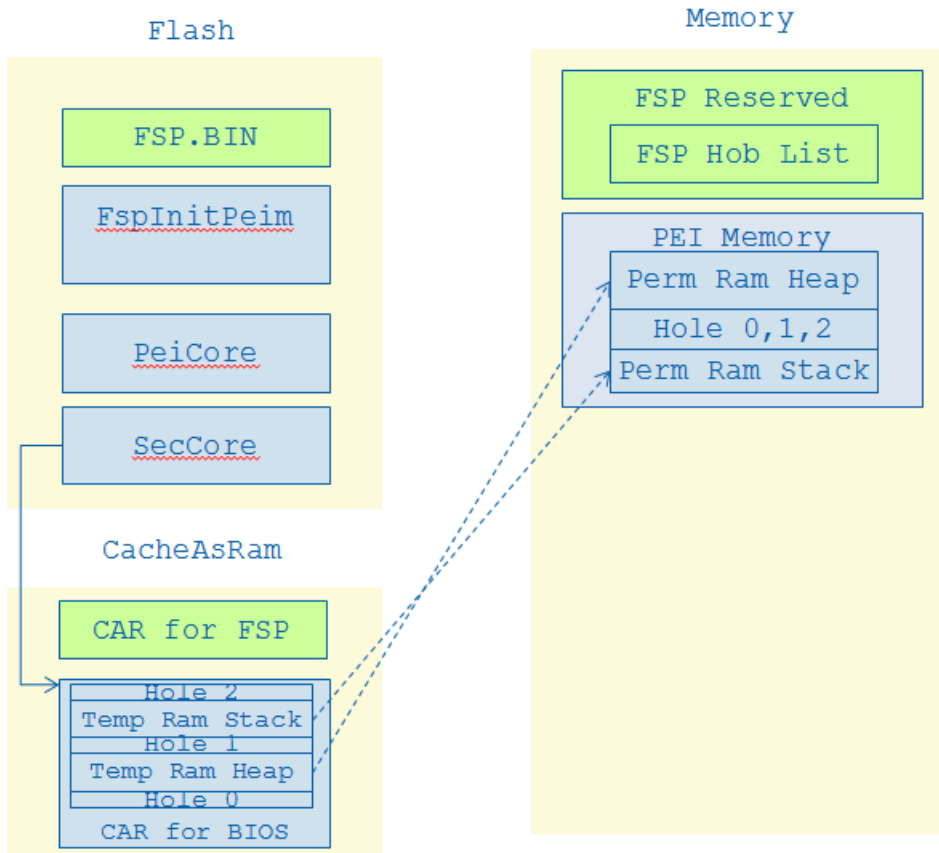 Flash
FSP.BIN
FspInitPeim
PeiCore
SecCore
CacheAsRam
CAR for FSP
Hole 2
Temp Ram Stack
Hole 1
Temp Ram Heap
Hole 0
CAR for BIOS
Memory
FSP Reserved
FSP Hob List
PEI Memory
Perm Ram Heap
Hole 0,1,2
Perm Ram Stack